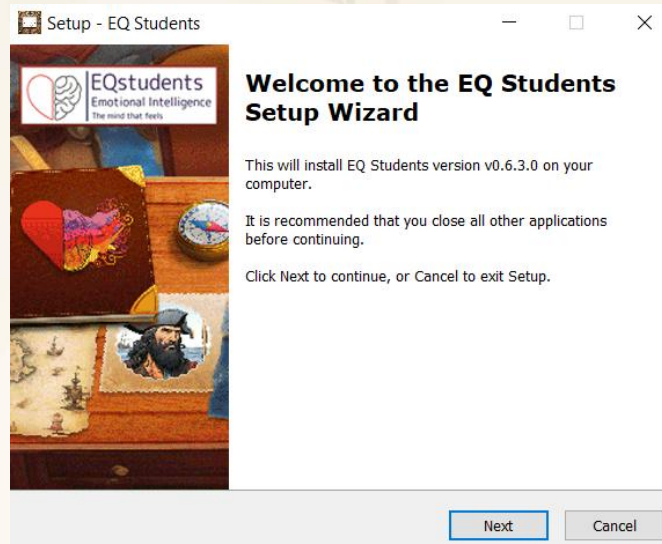 Setup - EQ Students
EQstudents
Emotional Intelligence
The mind that feels
Welcome to the EQ Students
Setup Wizard
This will install EQ Students version v0.6.3.0 on your
computer.
It is recommended that you close all other applications
before continuing.
Click Next to continue, or Cancel to exit Setup.
Next
Cancel